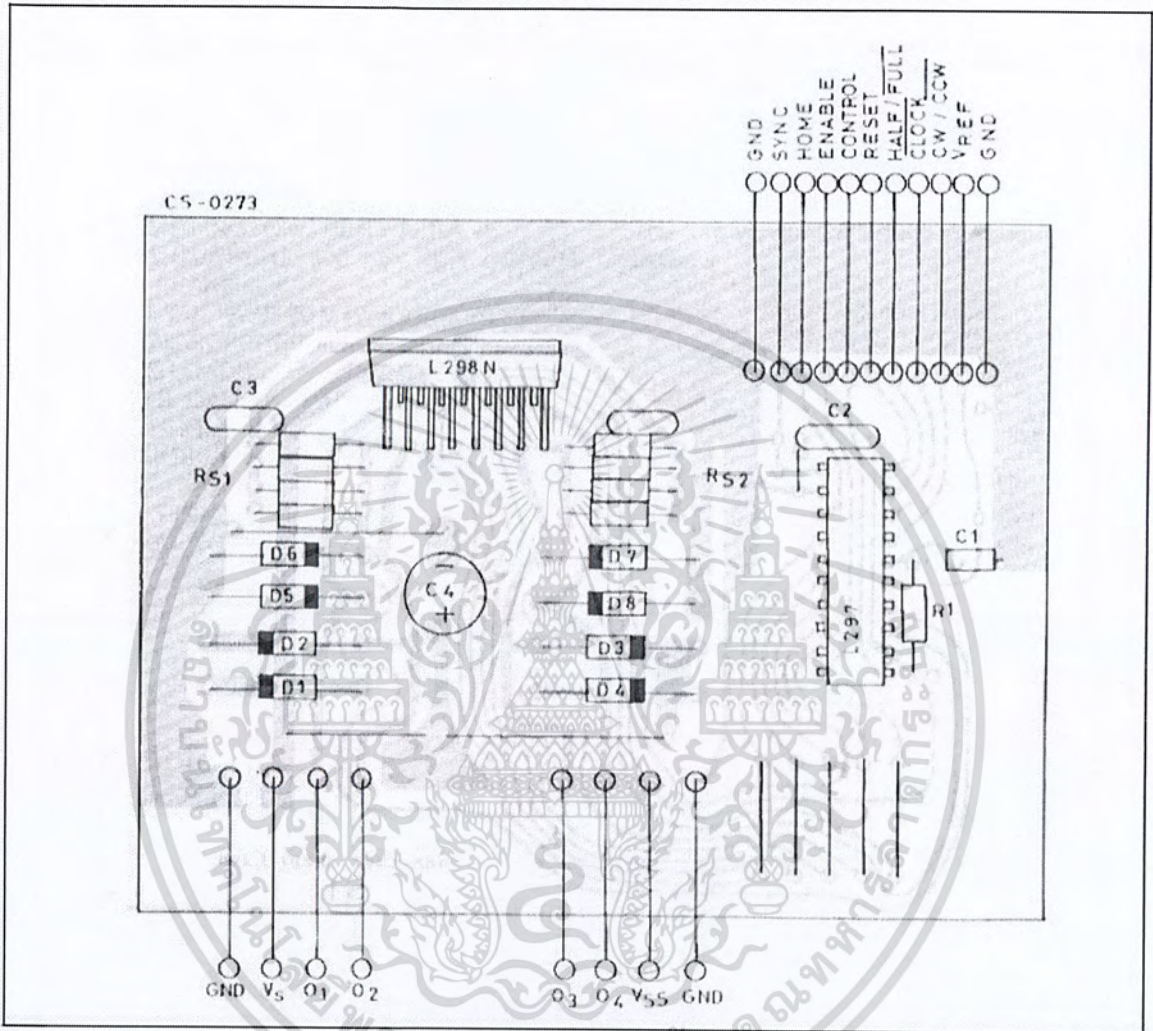 GND
SYNC
HOME
ENABLE
CONTROL
RESET
HALF / FULL
CLOCK
CW / CCW
VREF
GND
CS-0273
L298N
C3
C2
RS1
RS2
C1
D6
D7
D5
C4
D8
R1
D2
D3
L297
D1
D4
-
+
GND VS O1 O2
O3 O4 VSS GND